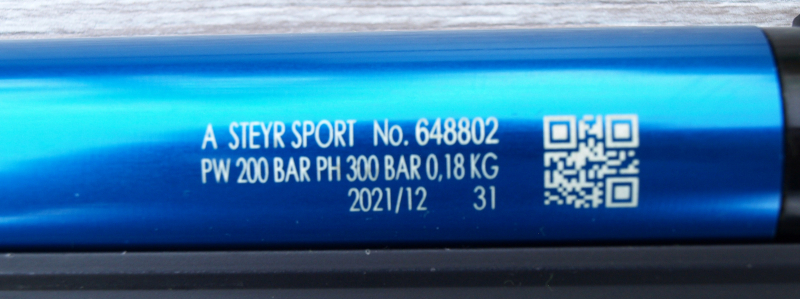 A STEYR SPORT No. 648802
PW 200 BAR PH 300 BAR 0,18 KG
2021/12 31